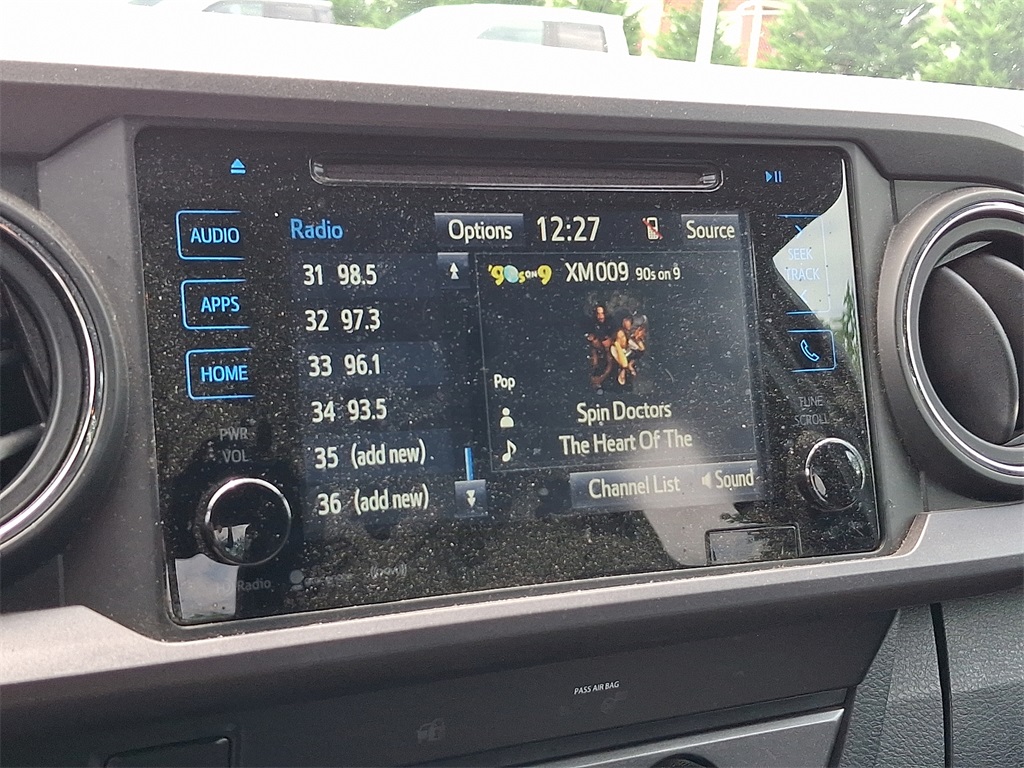 AUDIO
APPS
HOME
PWR
VOL
Radio
Options
12:27
Source
31 98.5
32 97.3
33 96.1
34 93.5
35 (add new)
36 (add new)
'90s ON 9
XM009 90s on 9
Pop
Spin Doctors
The Heart Of The
Channel List
Sound
SEEK
TRACK
TUNE
SCROLL
Radio
PASS AIR BAG